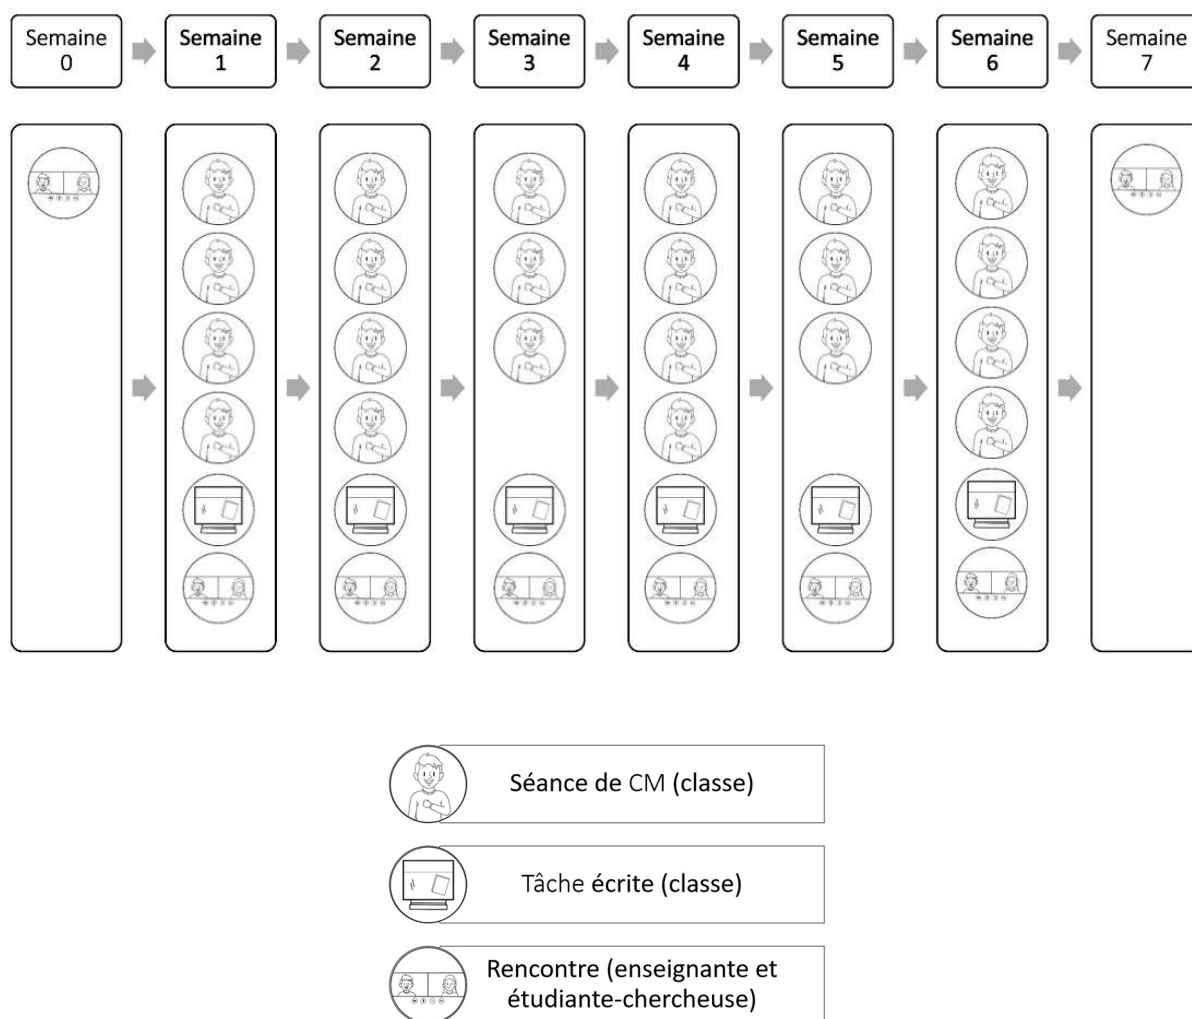 Semaine
0
Semaine
1
Semaine
2
Semaine
3
Semaine
4
Semaine
5
Semaine
6
Semaine
7
Séance de CM (classe)
Tâche écrite (classe)
Rencontre (enseignante et
étudiante-chercheuse)